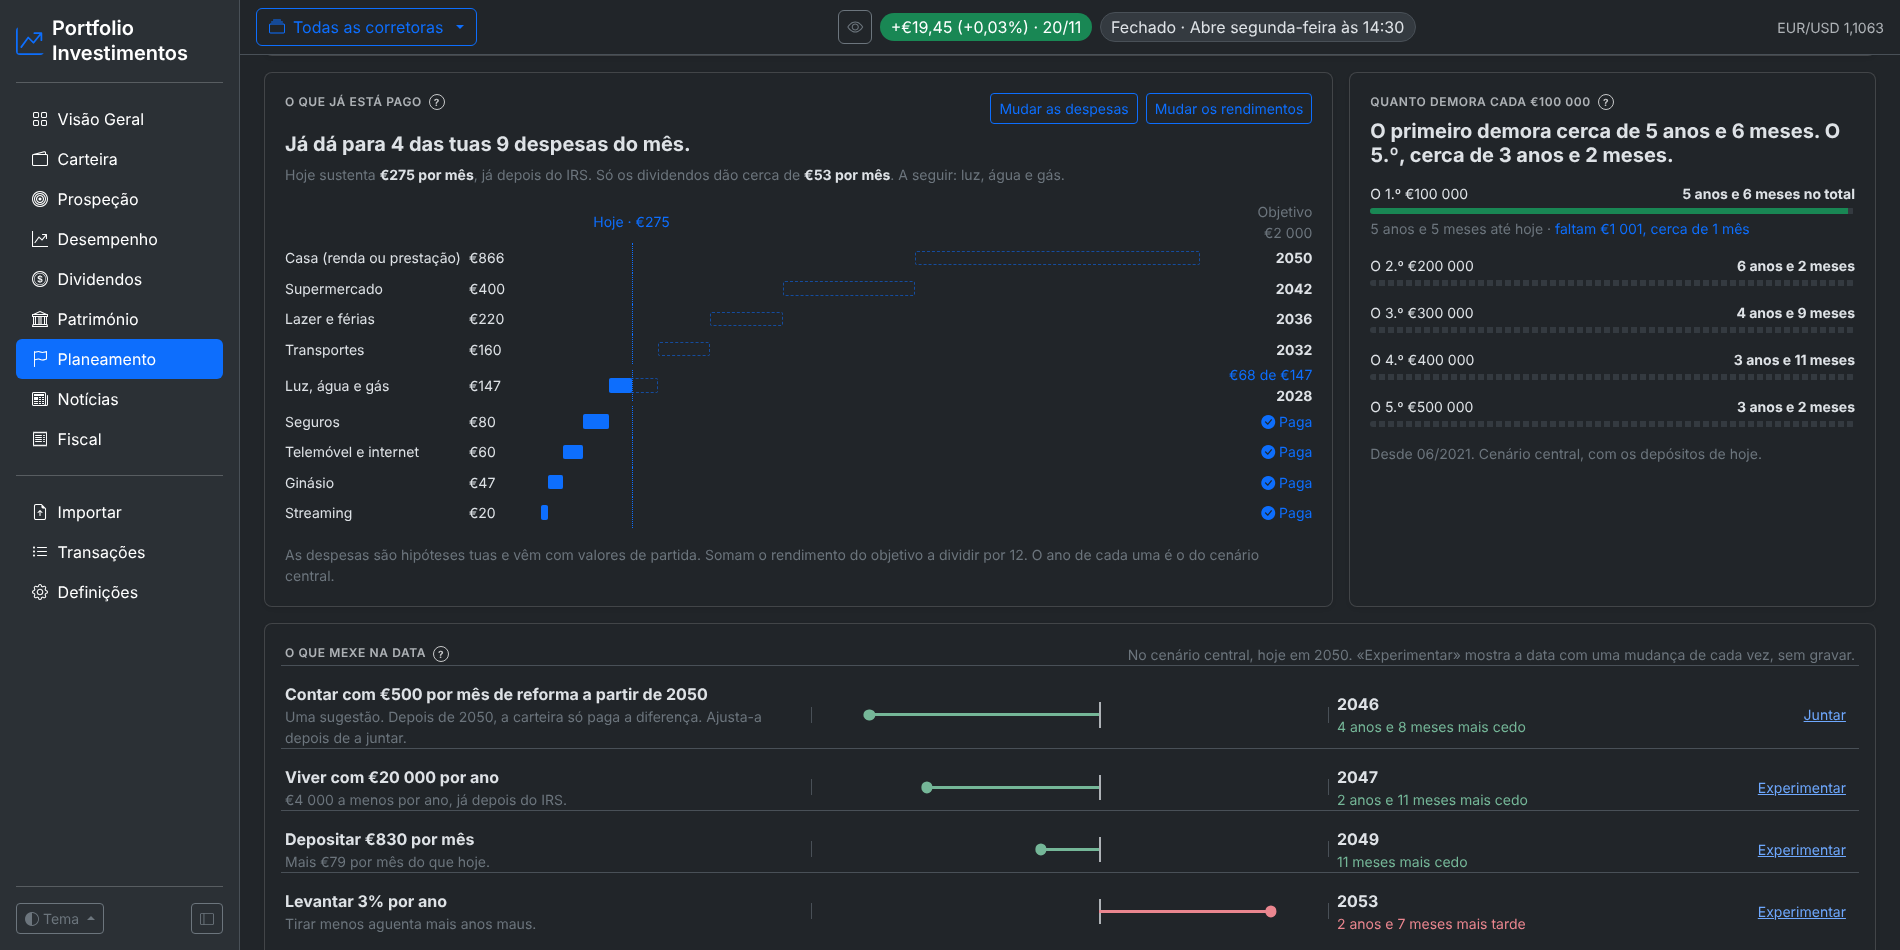 Portfolio
Investimentos
Visão Geral
Carteira
Prospeção
Desempenho
Dividendos
Património
Planeamento
Notícias
Fiscal
Importar
Transações
Definições
Tema
Todas as corretoras
+€19,45 (+0,03%) · 20/11
Fechado · Abre segunda-feira às 14:30
EUR/USD 1,1063
O QUE JÁ ESTÁ PAGO ?
Mudar as despesas
Mudar os rendimentos
Já dá para 4 das tuas 9 despesas do mês.
Hoje sustenta €275 por mês, já depois do IRS. Só os dividendos dão cerca de €53 por mês. A seguir: luz, água e gás.
Hoje · €275
Objetivo
€2 000
Casa (renda ou prestação) €866 2050
Supermercado €400 2042
Lazer e férias €220 2036
Transportes €160 2032
Luz, água e gás €147 €68 de €147
2028
Seguros €80 Paga
Telemóvel e internet €60 Paga
Ginásio €47 Paga
Streaming €20 Paga
As despesas são hipóteses tuas e vêm com valores de partida. Somam o rendimento do objetivo a dividir por 12. O ano de cada uma é o do cenário
central.
QUANTO DEMORA CADA €100 000 ?
O primeiro demora cerca de 5 anos e 6 meses. O
5.º, cerca de 3 anos e 2 meses.
O 1.º €100 000 5 anos e 6 meses no total
5 anos e 5 meses até hoje · faltam €1 001, cerca de 1 mês
O 2.º €200 000 6 anos e 2 meses
O 3.º €300 000 4 anos e 9 meses
O 4.º €400 000 3 anos e 11 meses
O 5.º €500 000 3 anos e 2 meses
Desde 06/2021. Cenário central, com os depósitos de hoje.
O QUE MEXE NA DATA ?
No cenário central, hoje em 2050. «Experimentar» mostra a data com uma mudança de cada vez, sem gravar.
Contar com €500 por mês de reforma a partir de 2050
Uma sugestão. Depois de 2050, a carteira só paga a diferença. Ajusta-a
depois de a juntar.
2046
4 anos e 8 meses mais cedo
Juntar
Viver com €20 000 por ano
€4 000 a menos por ano, já depois do IRS.
2047
2 anos e 11 meses mais cedo
Experimentar
Depositar €830 por mês
Mais €79 por mês do que hoje.
2049
11 meses mais cedo
Experimentar
Levantar 3% por ano
Tirar menos aguenta mais anos maus.
2053
2 anos e 7 meses mais tarde
Experimentar